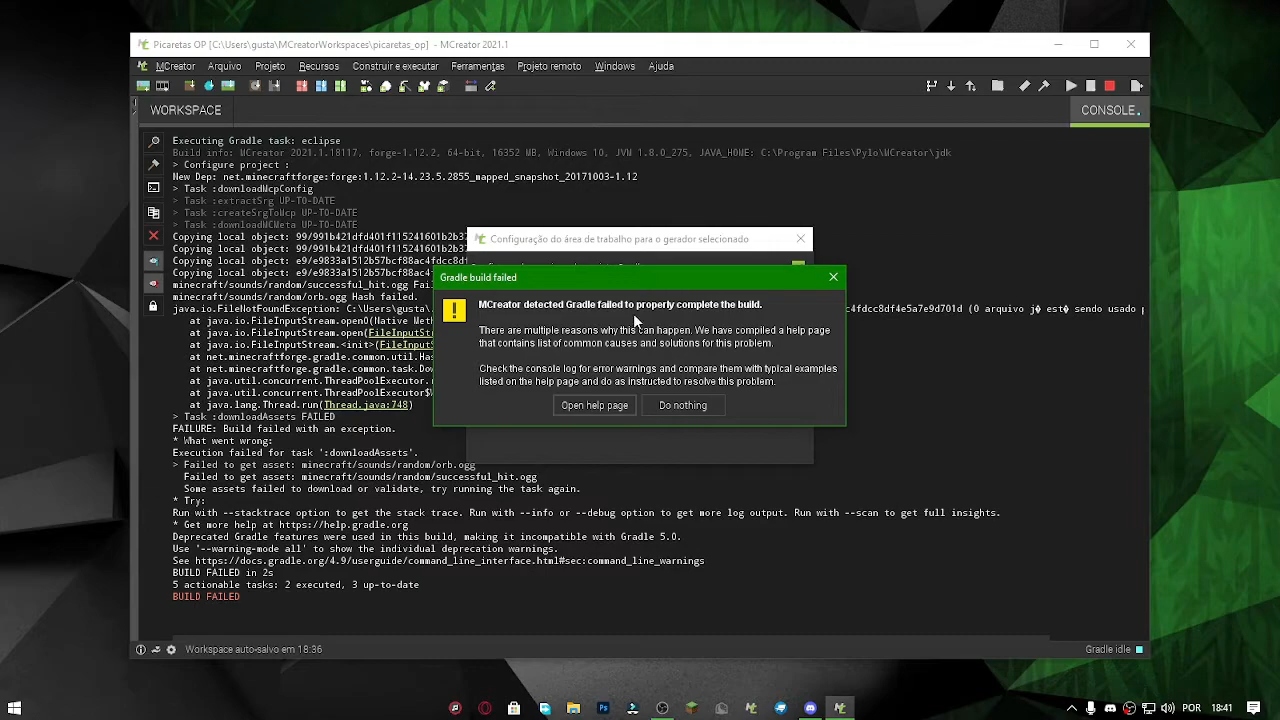 Picaretas OP [C:\Users\gusta\MCreatorWorkspaces\picaretas_op] - MCreator 2021.1
MCreator Arquivo Projeto Recursos Construir e executar Ferramentas Projeto remoto Windows Ajuda
WORKSPACE
CONSOLE
Executing Gradle task: eclipse
Build info: MCreator 2021.1.18117, forge-1.12.2, 64-bit, 16352 MB, Windows 10, JVM 1.8.0_275, JAVA_HOME: C:\Program Files\Pylo\MCreator\jdk
> Configure project :
New Dep: net.minecraftforge:forge:1.12.2-14.23.5.2855_mapped_snapshot_20171003-1.12
> Task :downloadMcpConfig
> Task :extractSrg UP-TO-DATE
> Task :createSrgToMcp UP-TO-DATE
> Task :downloadMCMeta UP-TO-DATE
Copying local object:
Copying local object:
Copying local object:
Copying local object:
minecraft/sounds/random/successful_hit.ogg
minecraft/sounds/random/orb.ogg Hash failed.
java.io.FileNotFoundException: C:\Users\gusta\
c4fdcc8df4e5a7e9d701d (O arquivo j� est� sendo usado p
at java.io.FileInputStream.open0(Native Meth
at java.io.FileInputStream.open(FileInputStr
at java.io.FileInputStream.<init>(FileInputS
at net.minecraftforge.gradle.common.util.Has
at net.minecraftforge.gradle.common.task.Dow
at java.util.concurrent.ThreadPoolExecutor.r
at java.util.concurrent.ThreadPoolExecutor$W
at java.lang.Thread.run(Thread.java:748)
> Task :downloadAssets FAILED
FAILURE: Build failed with an exception.
* What went wrong:
Execution failed for task ':downloadAssets'.
> Failed to get asset: minecraft/sounds/random/orb.ogg
Failed to get asset: minecraft/sounds/random/successful_hit.ogg
Some assets failed to download or validate, try running the task again.
* Try:
Run with --stacktrace option to get the stack trace. Run with --info or --debug option to get more log output. Run with --scan to get full insights.
* Get more help at https://help.gradle.org
Deprecated Gradle features were used in this build, making it incompatible with Gradle 5.0.
Use '--warning-mode all' to show the individual deprecation warnings.
See https://docs.gradle.org/4.9/userguide/command_line_interface.html#sec:command_line_warnings
BUILD FAILED in 2s
5 actionable tasks: 2 executed, 3 up-to-date
BUILD FAILED
Configuração do área de trabalho para o gerador selecionado
Gradle build failed
MCreator detected Gradle failed to properly complete the build.
There are multiple reasons why this can happen. We have compiled a help page
that contains list of common causes and solutions for this problem.
Check the console log for error warnings and compare them with typical examples
listed on the help page and do as instructed to resolve this problem.
Open help page
Do nothing
Workspace auto-salvo em 18:36
Gradle idle
POR 18:41